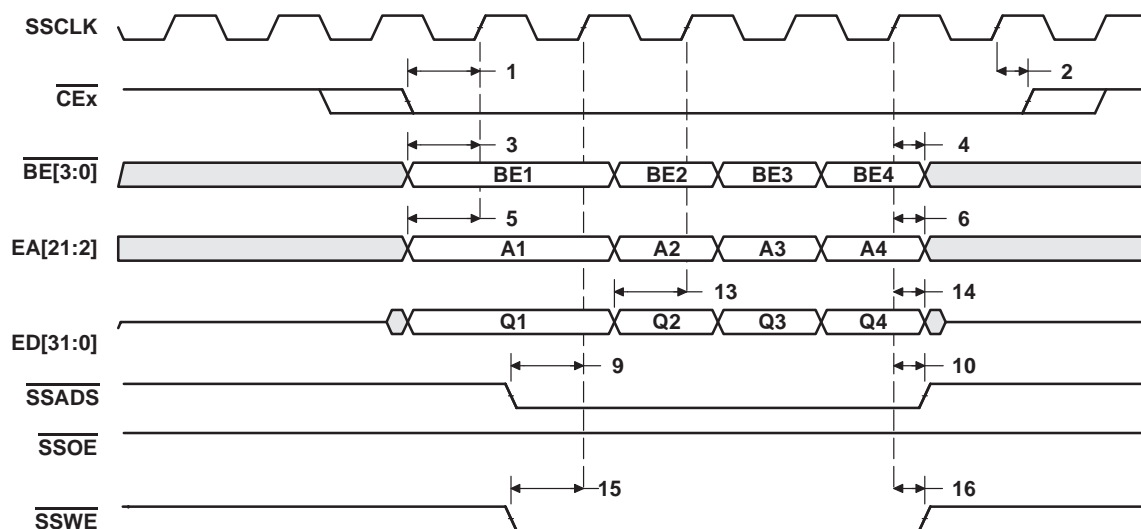 SSCLK
1 2
CEx
3 4
BE[3:0] BE1 BE2 BE3 BE4
5 6
EA[21:2] A1 A2 A3 A4
13 14
Q1 Q2 Q3 Q4
ED[31:0]
9 10
SSADS
SSOE
15 16
SSWE